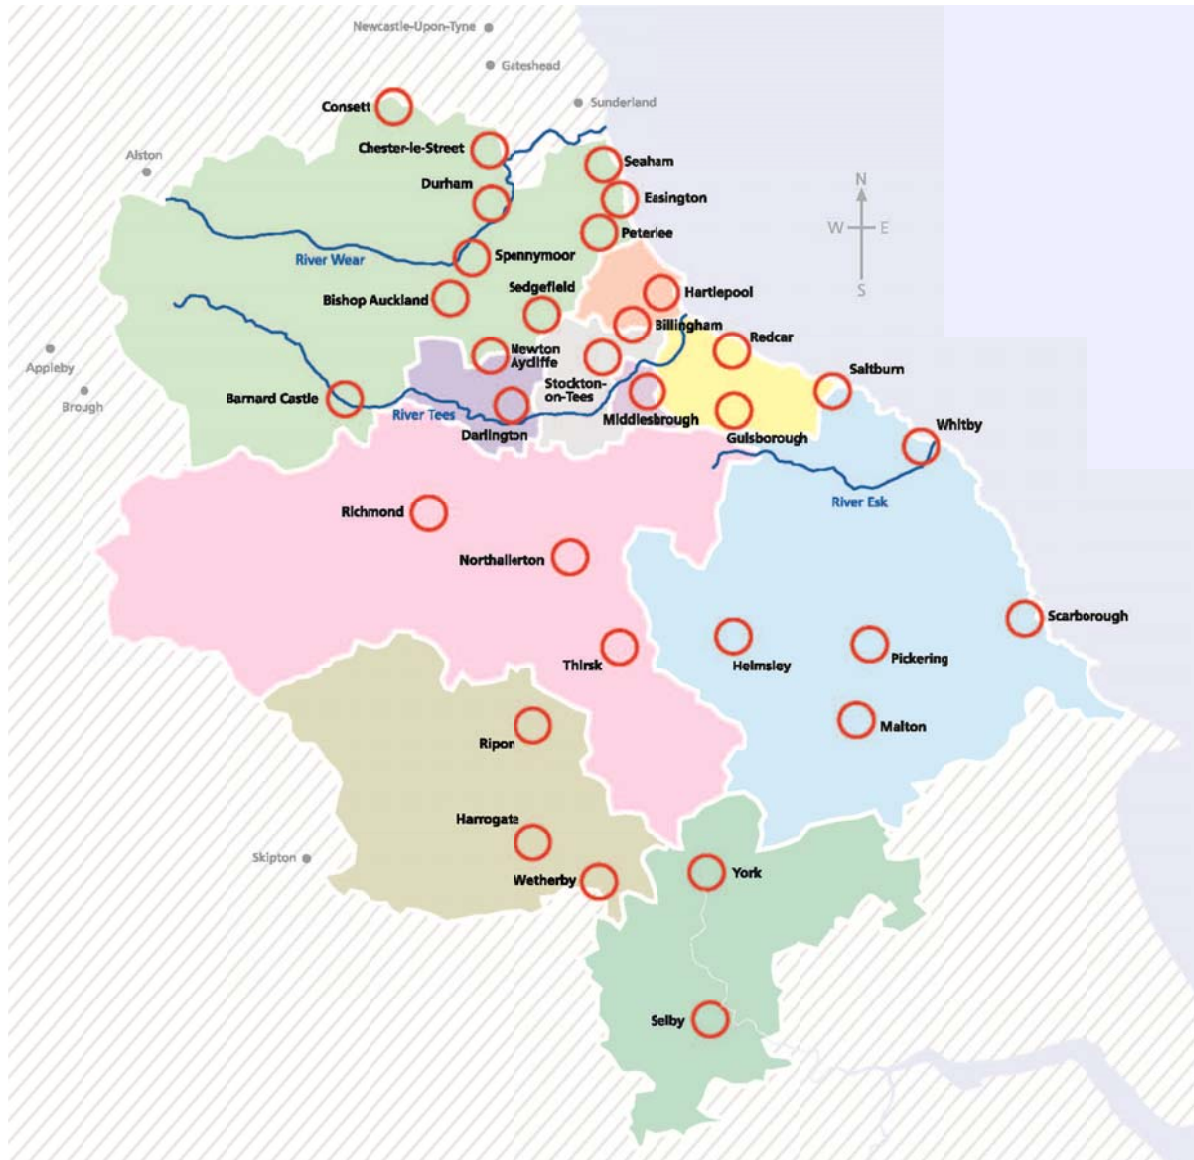 Newcastle-Upon-Tyne
Gateshead
Consett
Sunderland
Chester-le-Street
Alston
Seaham
Durham
Easington
N
W
E
S
Peterlee
River Wear
Spennymoor
Sedgefield
Hartlepool
Bishop Auckland
Billingham
Redcar
Newton
Aycliffe
Appleby
Saltburn
Stockton-
on-Tees
Barnard Castle
Brough
River Tees
Middlesbrough
Whitby
Darlington
Guisborough
River Esk
Richmond
Northallerton
Scarborough
Thirsk
Helmsley
Pickering
Malton
Ripon
Harrogate
Skipton
York
Wetherby
Selby